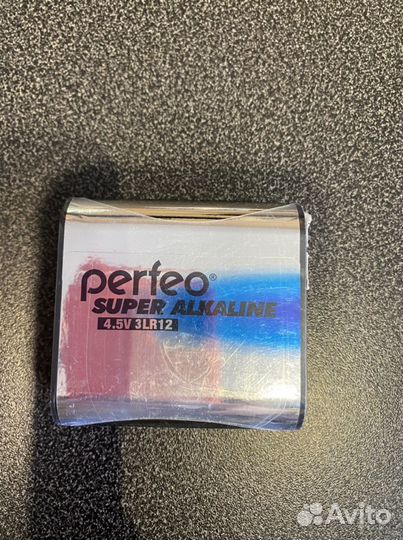 perfeo®
SUPER ALKALINE
4.5V 3LR12
Avito